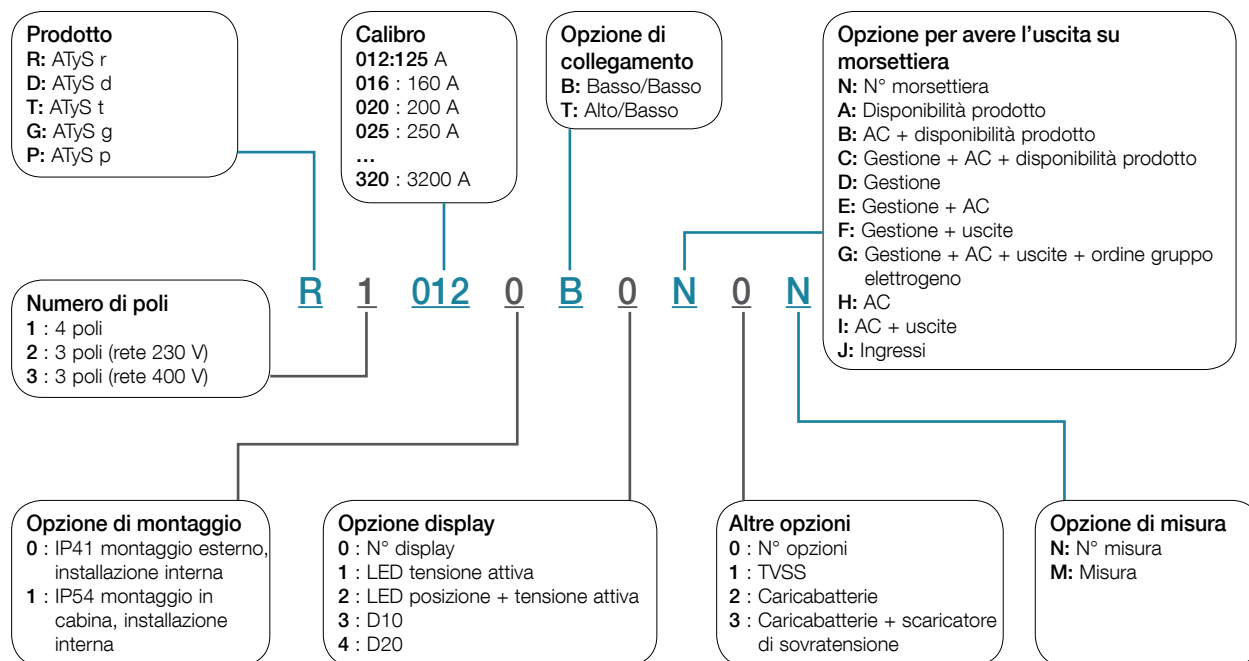 Prodotto
R: ATyS r
D: ATyS d
T: ATyS t
G: ATyS g
P: ATyS p
Calibro
012:125 A
016 : 160 A
020 : 200 A
025 : 250 A
...
320 : 3200 A
Opzione di
collegamento
B: Basso/Basso
T: Alto/Basso
Opzione per avere l'uscita su
morsettiera
N: N° morsettiera
A: Disponibilità prodotto
B: AC + disponibilità prodotto
C: Gestione + AC + disponibilità prodotto
D: Gestione
E: Gestione + AC
F: Gestione + uscite
G: Gestione + AC + uscite + ordine gruppo
elettrogeno
H: AC
I: AC + uscite
J: Ingressi
R 1 012 0 B 0 N 0 N
Numero di poli
1 : 4 poli
2 : 3 poli (rete 230 V)
3 : 3 poli (rete 400 V)
Opzione di montaggio
0 : IP41 montaggio esterno,
installazione interna
1 : IP54 montaggio in
cabina, installazione
interna
Opzione display
0 : N° display
1 : LED tensione attiva
2 : LED posizione + tensione attiva
3 : D10
4 : D20
Altre opzioni
0 : N° opzioni
1 : TVSS
2 : Caricabatterie
3 : Caricabatterie + scaricatore
di sovratensione
Opzione di misura
N: N° misura
M: Misura